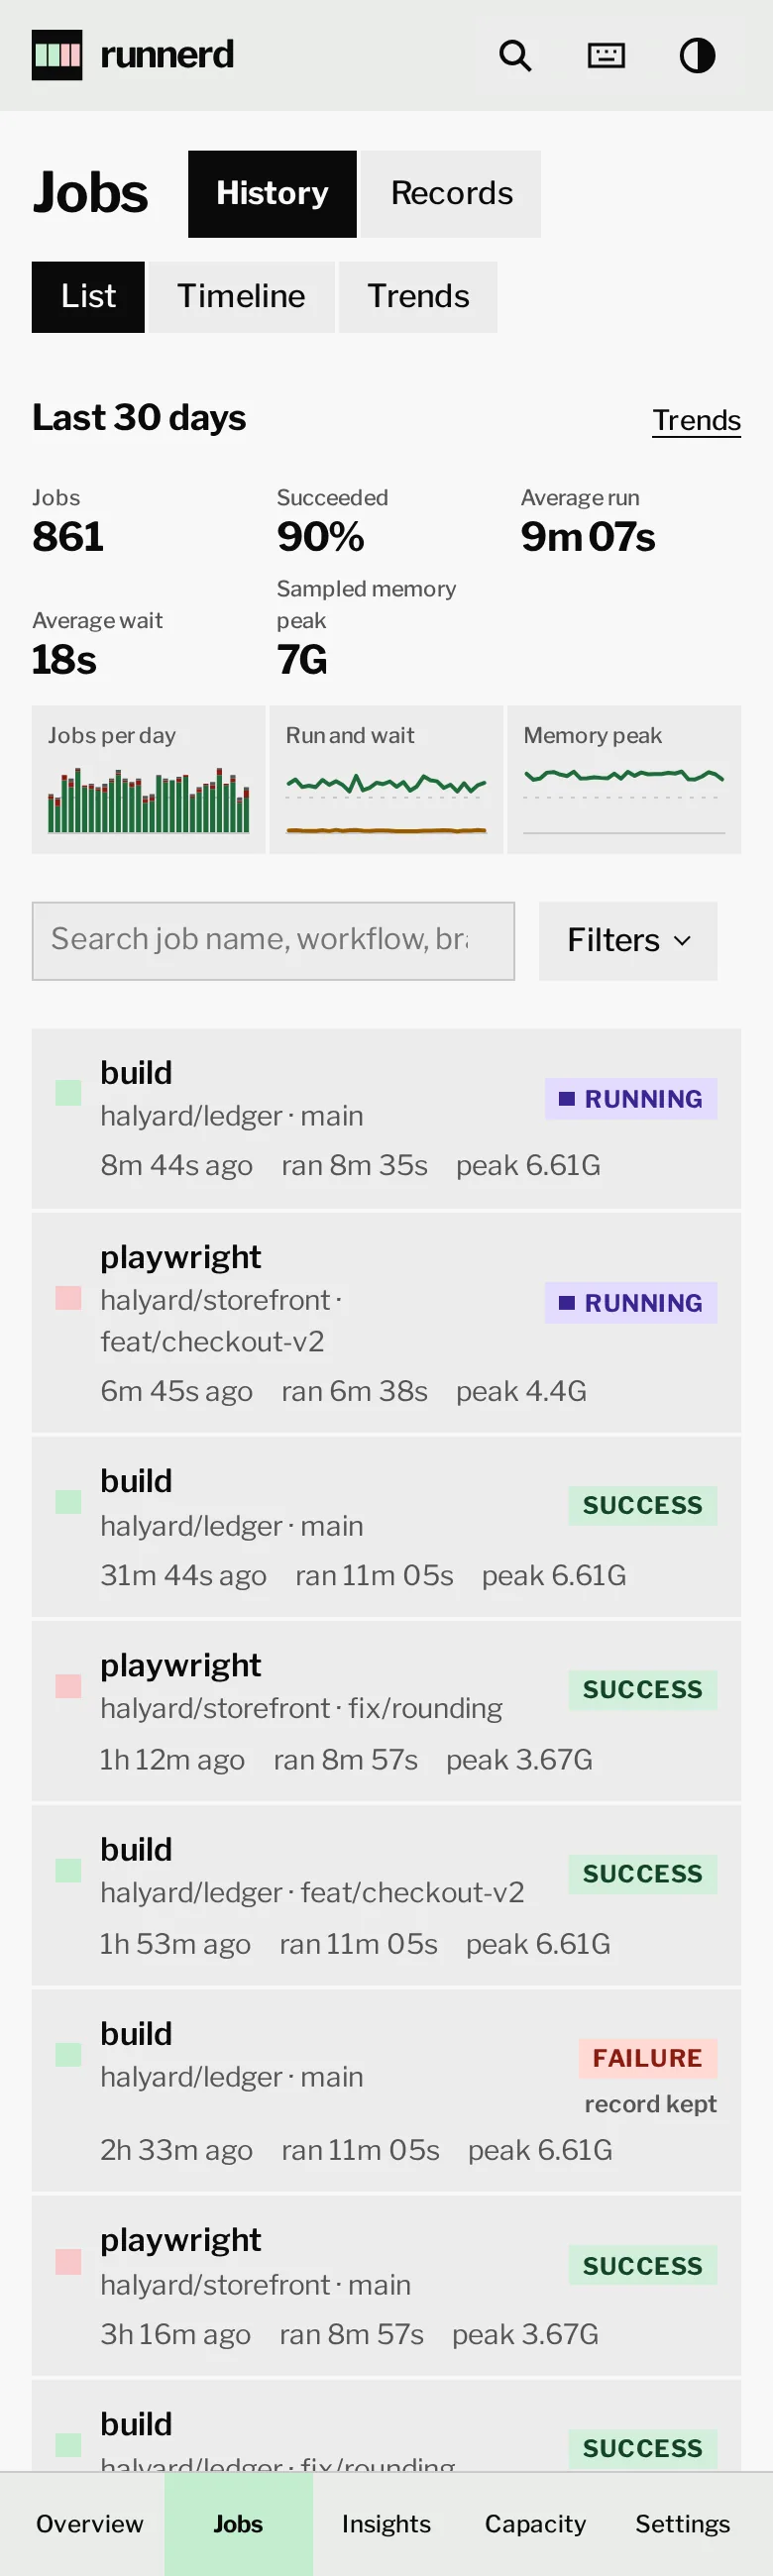 runnerd
Jobs History Records
List Timeline Trends
Last 30 days Trends
Jobs Succeeded Average run
861 90% 9m 07s
Average wait Sampled memory peak
18s 7G
Jobs per day Run and wait Memory peak
Search job name, workflow, bra Filters
build
halyard/ledger · main
RUNNING
8m 44s ago ran 8m 35s peak 6.61G
playwright
halyard/storefront ·
feat/checkout-v2
RUNNING
6m 45s ago ran 6m 38s peak 4.4G
build
halyard/ledger · main
SUCCESS
31m 44s ago ran 11m 05s peak 6.61G
playwright
halyard/storefront · fix/rounding
SUCCESS
1h 12m ago ran 8m 57s peak 3.67G
build
halyard/ledger · feat/checkout-v2
SUCCESS
1h 53m ago ran 11m 05s peak 6.61G
build
halyard/ledger · main
FAILURE
record kept
2h 33m ago ran 11m 05s peak 6.61G
playwright
halyard/storefront · main
SUCCESS
3h 16m ago ran 8m 57s peak 3.67G
build
halyard/ledger · fix/rounding
SUCCESS
Overview Jobs Insights Capacity Settings